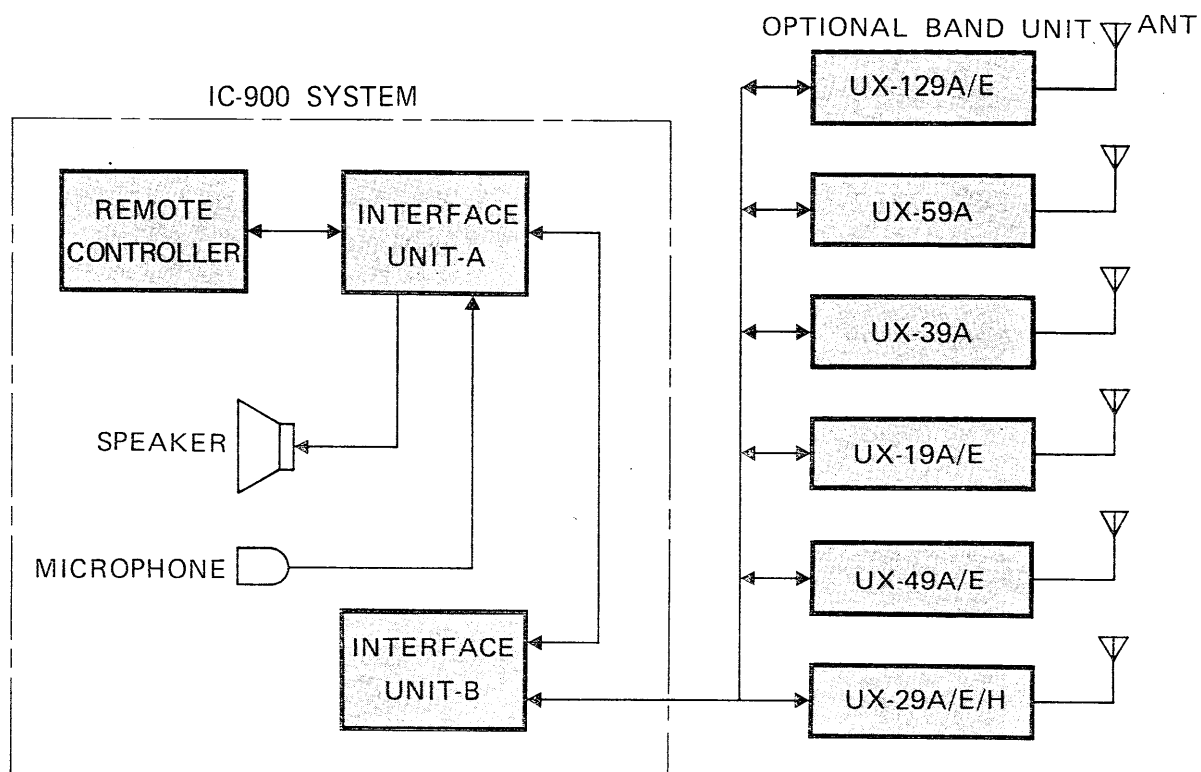 OPTIONAL BAND UNIT ANT
IC-900 SYSTEM
REMOTE
CONTROLLER
INTERFACE
UNIT-A
SPEAKER
MICROPHONE
INTERFACE
UNIT-B
UX-129A/E
UX-59A
UX-39A
UX-19A/E
UX-49A/E
UX-29A/E/H